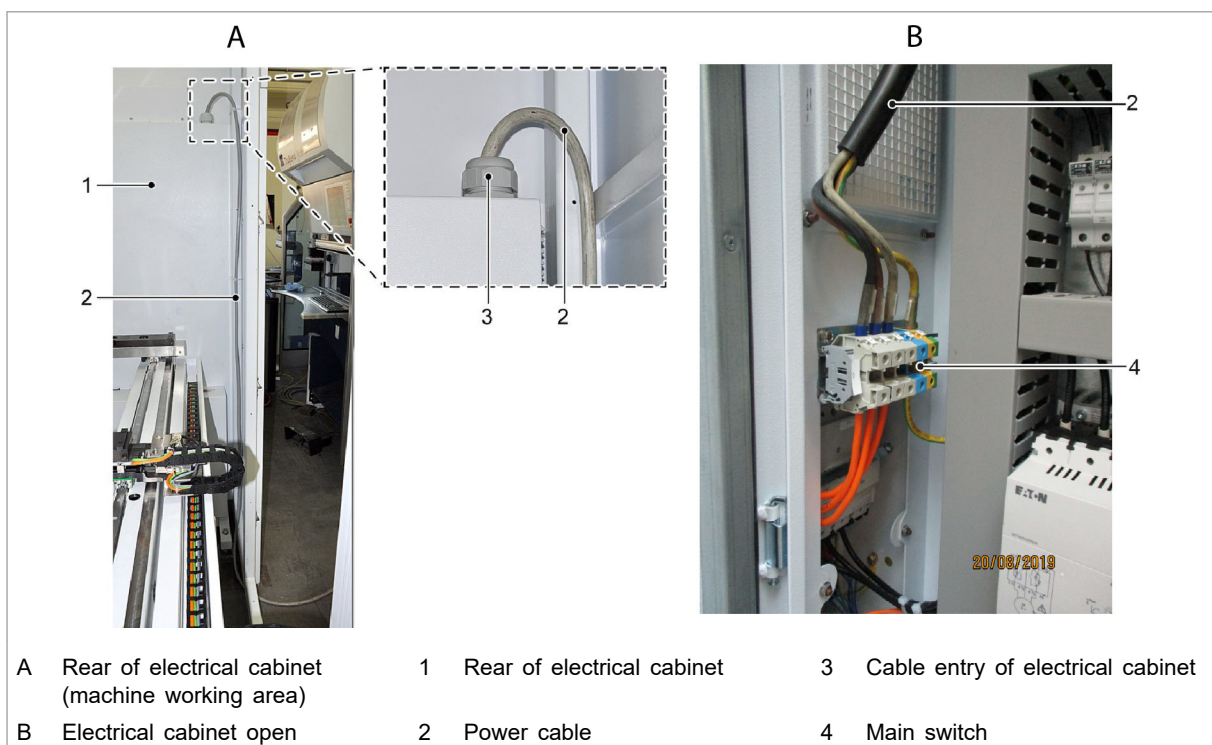 A
B
1
2
3
2
2
4
EATON
20/08/2019
A Rear of electrical cabinet
(machine working area)
1 Rear of electrical cabinet
3 Cable entry of electrical cabinet
B Electrical cabinet open
2 Power cable
4 Main switch